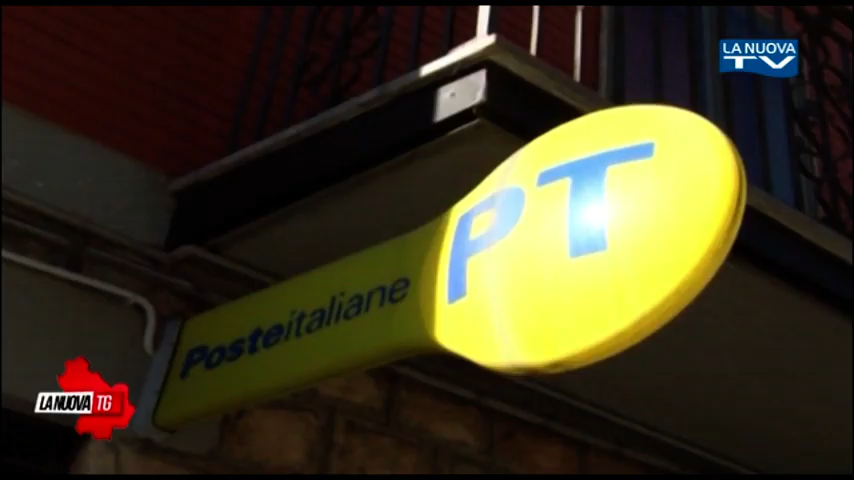 LA NUOVA
TV
PT
Posteitaliane
LA NUOVA TG